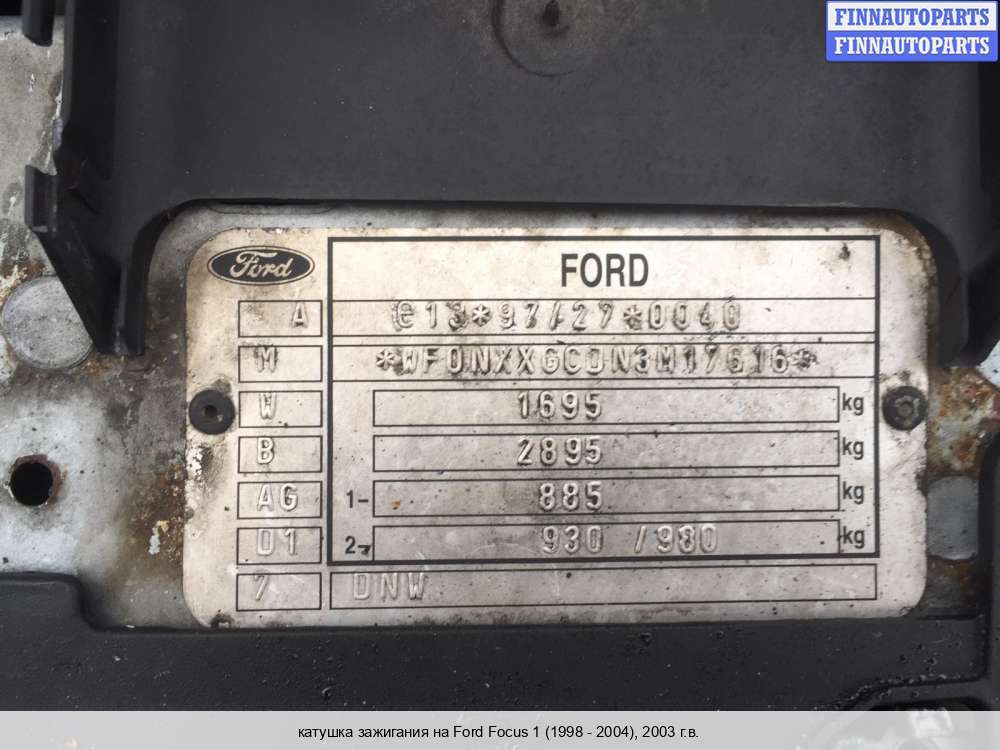 FINNAUTOPARTS
FINNAUTOPARTS
Ford
FORD
A e13*97/27*0040
M *WF0NXXGCDN3M17616*
W 1695 kg
B 2895 kg
AG 1- 885 kg
D1 2- 930 /980 kg
7 DNW
катушка зажигания на Ford Focus 1 (1998 - 2004), 2003 г.в.